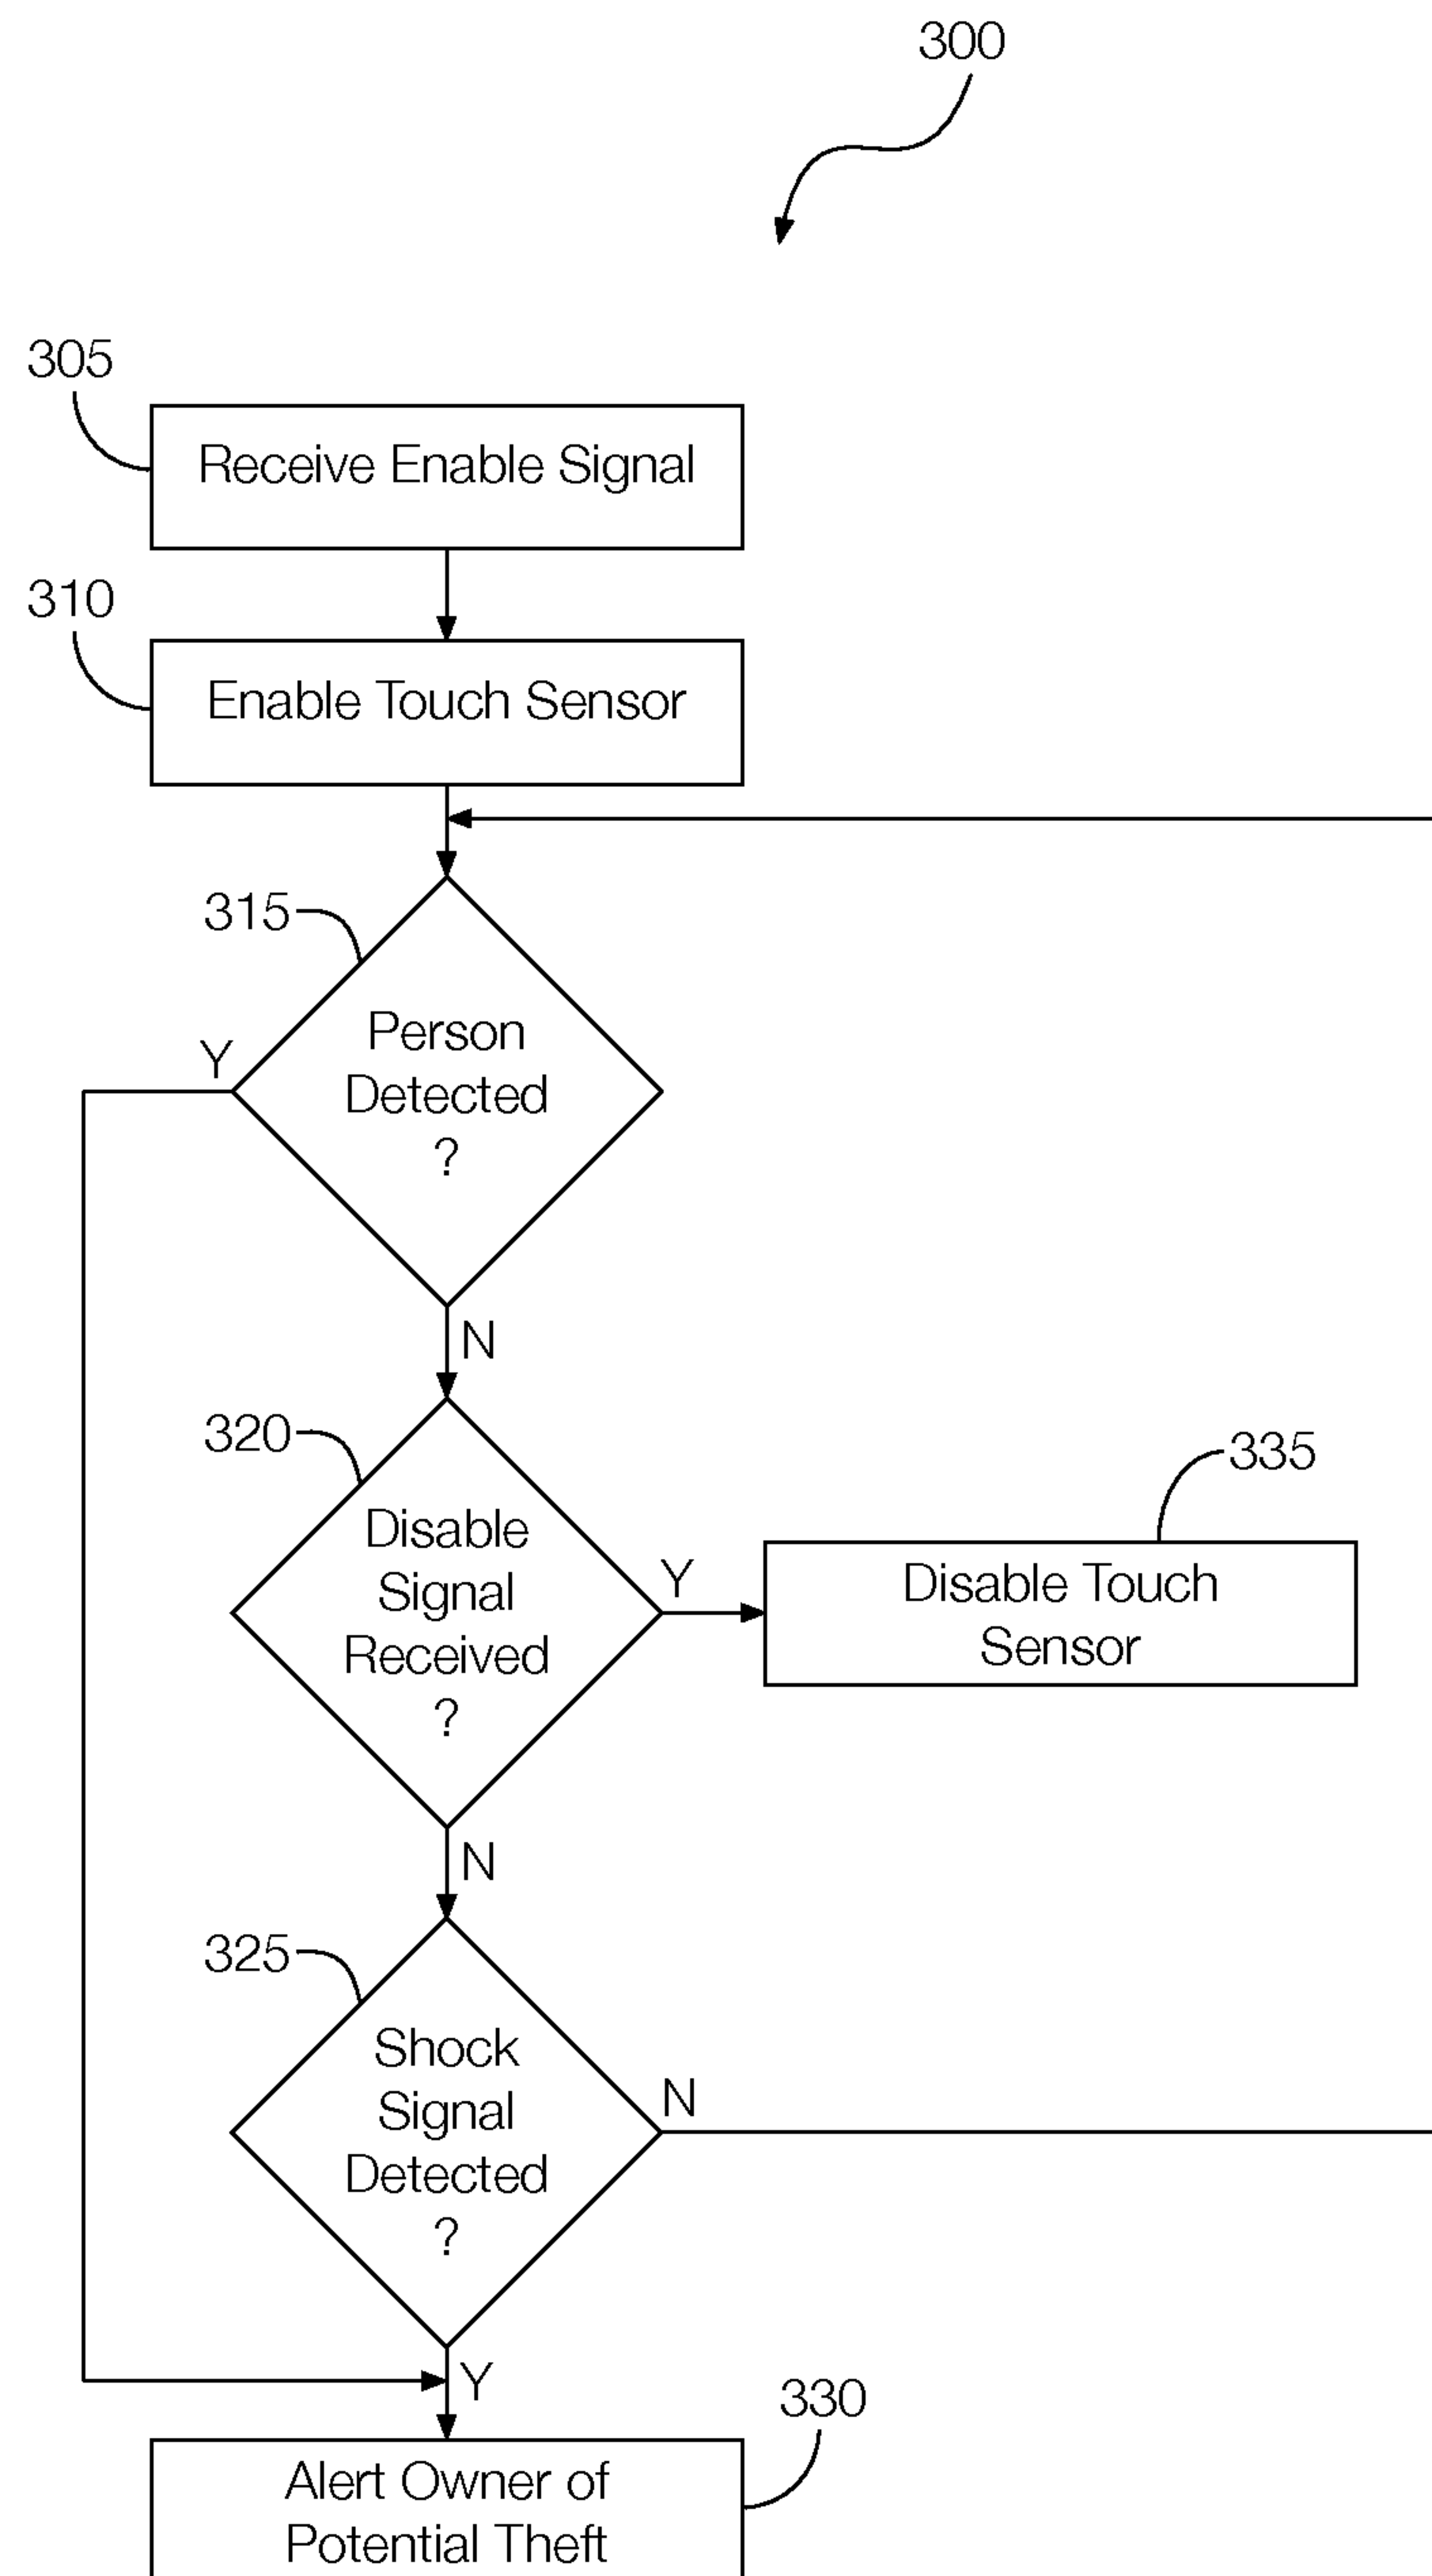 300
305
Receive Enable Signal
310
Enable Touch Sensor
315
Person
Detected
?
Y
N
320
Disable
Signal
Received
?
Y
335
Disable Touch
Sensor
N
325
Shock
Signal
Detected
?
N
Y
330
Alert Owner of
Potential Theft